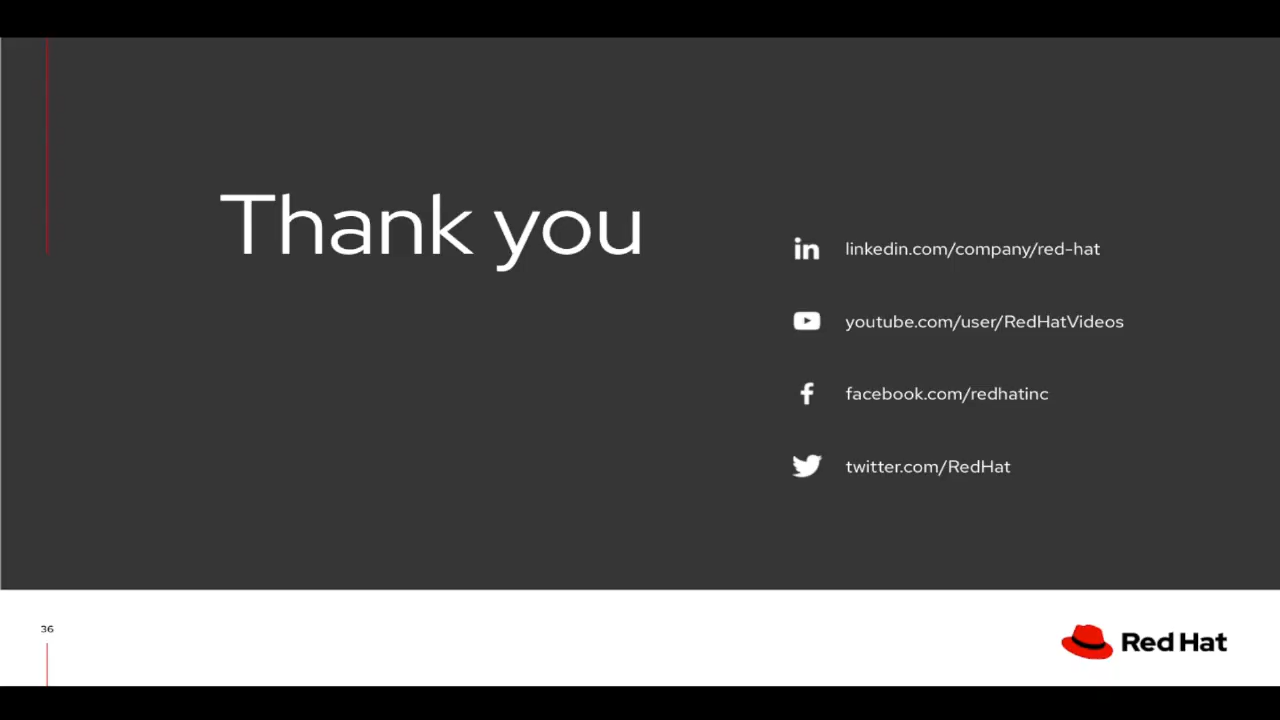 Thank you
linkedin.com/company/red-hat
youtube.com/user/RedHatVideos
facebook.com/redhatinc
twitter.com/RedHat
36
Red Hat